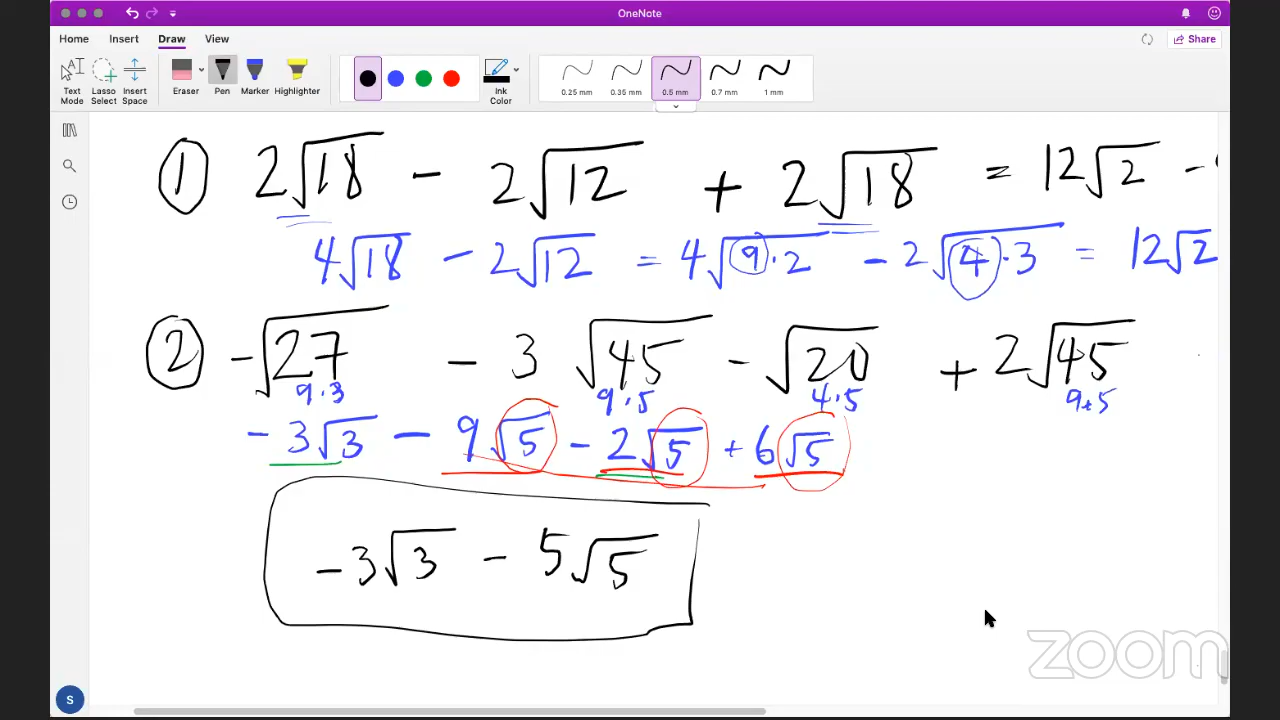 OneNote
Home Insert Draw View Share
Text Mode Lasso Select Insert Space Eraser Pen Marker Highlighter Ink Color 0.25 mm 0.35 mm 0.5 mm 0.7 mm 1 mm
① 2√18 - 2√12 + 2√18 = 12√2 -
4√18 - 2√12 = 4√9·2 - 2√4·3 = 12√2
② -√27 - 3√45 - √20 + 2√45
9·3 9·5 4·5 9·5
-3√3 - 9√5 - 2√5 + 6√5
-3√3 - 5√5
zoom
S